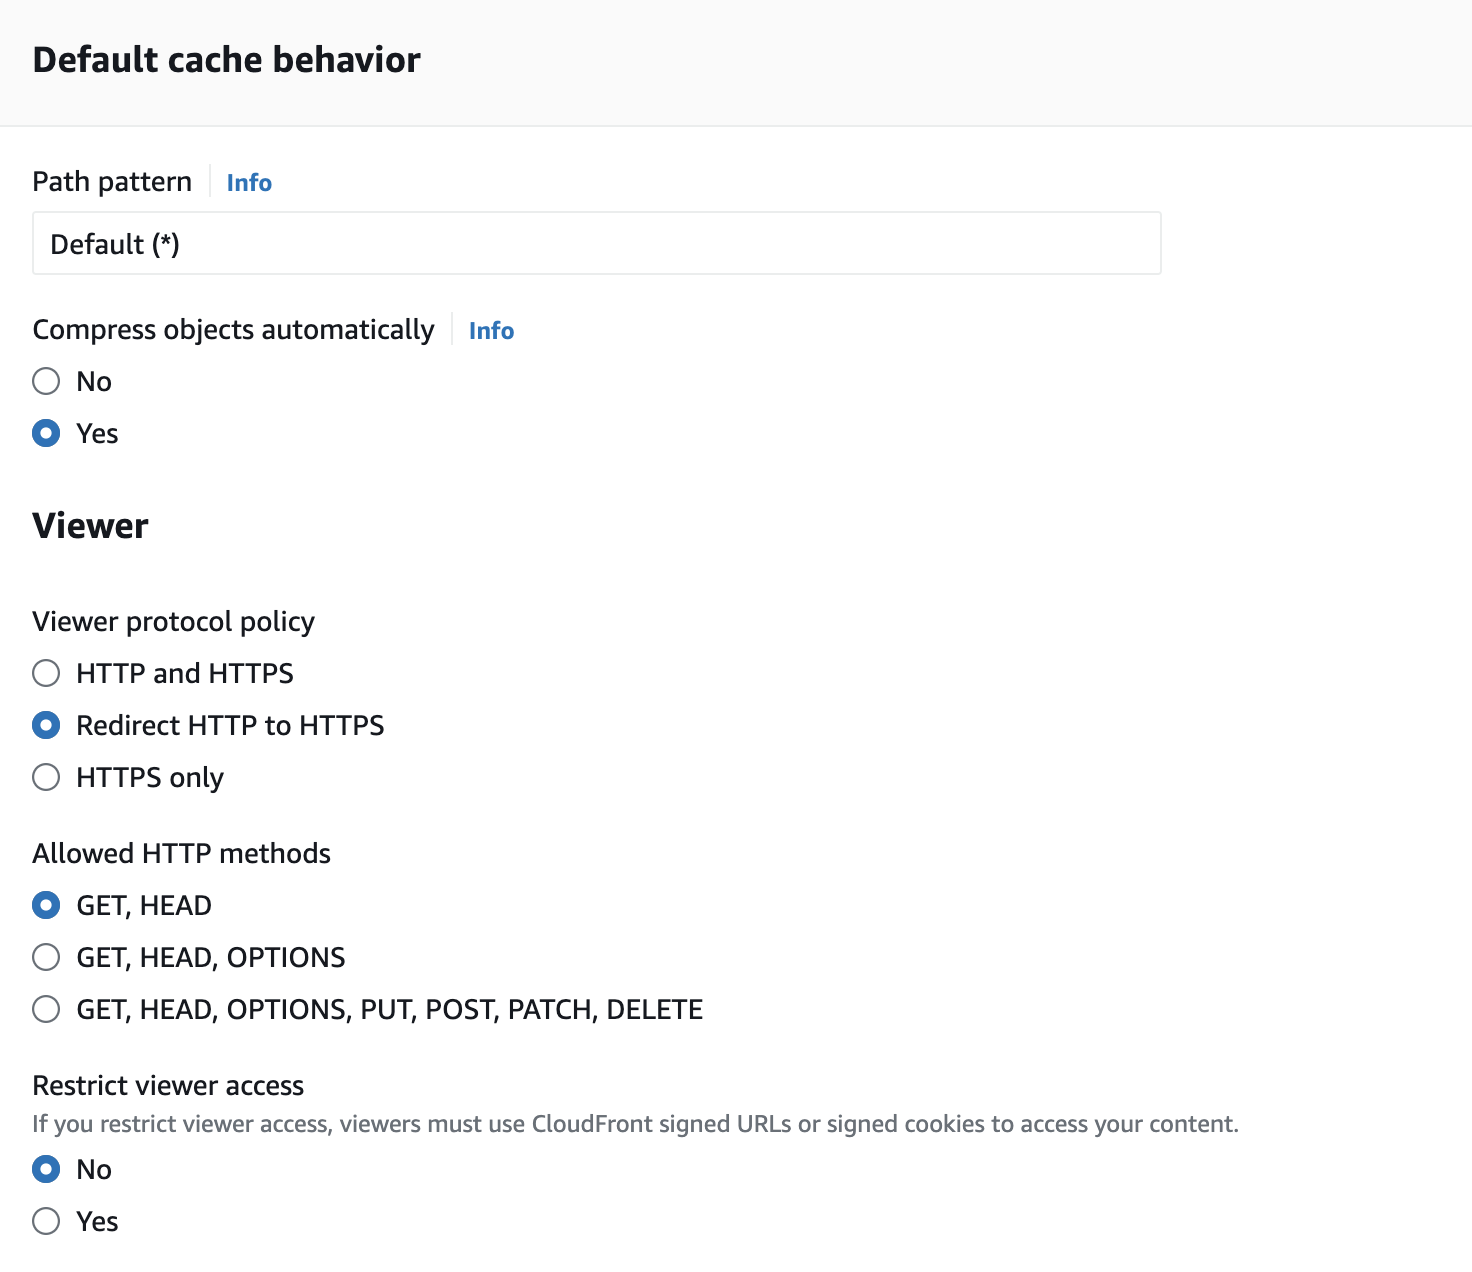 Default cache behavior
Path pattern Info
Default (*)
Compress objects automatically Info
No
Yes
Viewer
Viewer protocol policy
HTTP and HTTPS
Redirect HTTP to HTTPS
HTTPS only
Allowed HTTP methods
GET, HEAD
GET, HEAD, OPTIONS
GET, HEAD, OPTIONS, PUT, POST, PATCH, DELETE
Restrict viewer access
If you restrict viewer access, viewers must use CloudFront signed URLs or signed cookies to access your content.
No
Yes